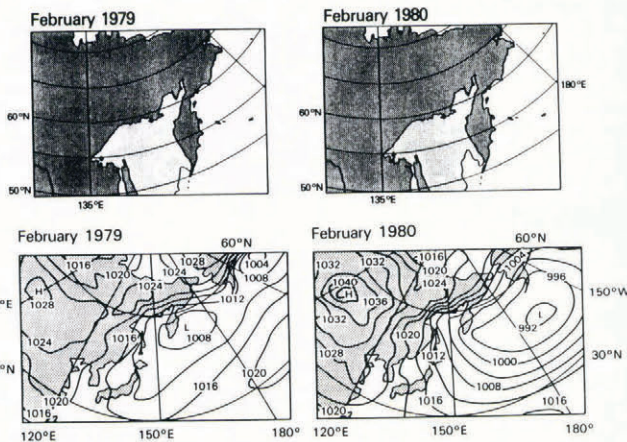 February 1979
February 1980
180°E
60°N
60°N
50°N
50°N
135°E
135°E
February 1979
60°N
February 1980
60°N
1016
1028
1004
1020
1024
1008
H
1028
1024
1012
1016
L
1008
1024
1016
1020
1020
1016
120°E
150°E
180°
1032
1016
1004
1032
1020
996
1040
1024
H
1036
150°W
1032
L
992
1020
1028
1012
1000
30°N
1008
1020
1016
1016
120°E
150°E
180°